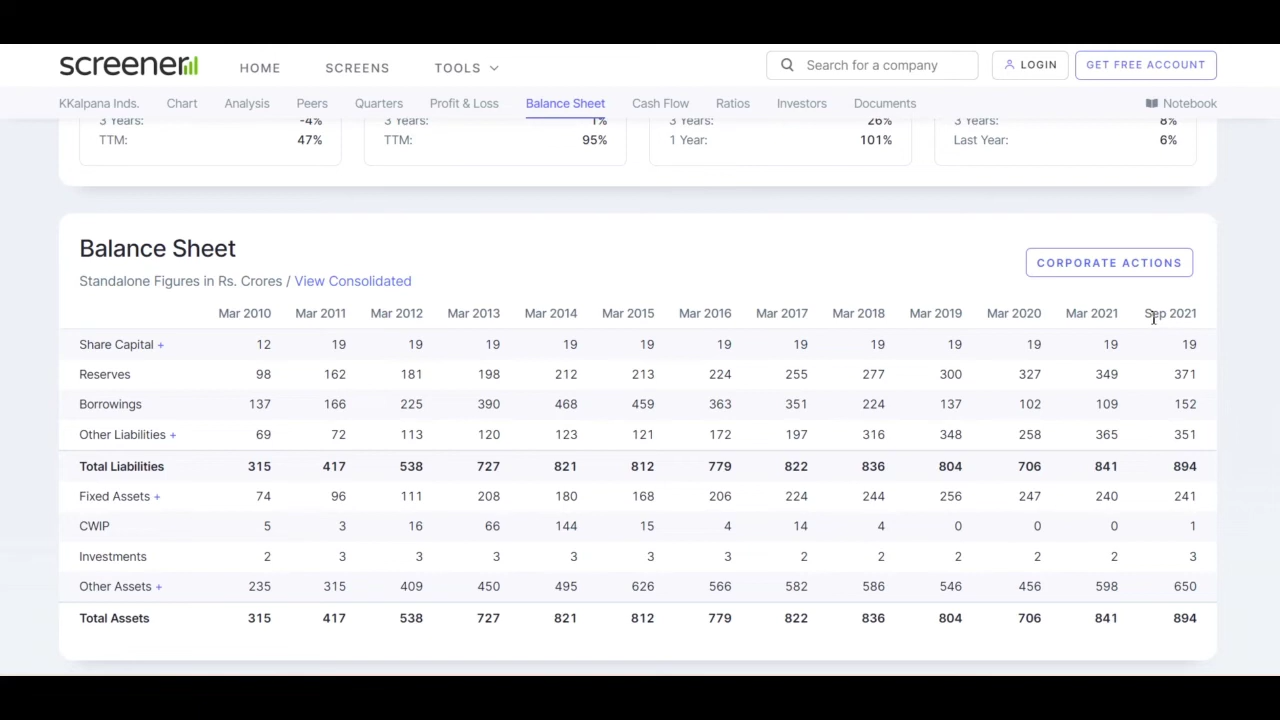 screener HOME SCREENS TOOLS Search for a company LOGIN GET FREE ACCOUNT
KKalpana Inds. Chart Analysis Peers Quarters Profit & Loss Balance Sheet Cash Flow Ratios Investors Documents Notebook
3 Years: -4% 3 Years: 1% 3 Years: 26% 3 Years: 8%
TTM: 47% TTM: 95% 1 Year: 101% Last Year: 6%
Balance Sheet
CORPORATE ACTIONS
Standalone Figures in Rs. Crores / View Consolidated
Mar 2010 Mar 2011 Mar 2012 Mar 2013 Mar 2014 Mar 2015 Mar 2016 Mar 2017 Mar 2018 Mar 2019 Mar 2020 Mar 2021 Sep 2021
Share Capital + 12 19 19 19 19 19 19 19 19 19 19 19 19
Reserves 98 162 181 198 212 213 224 255 277 300 327 349 371
Borrowings 137 166 225 390 468 459 363 351 224 137 102 109 152
Other Liabilities + 69 72 113 120 123 121 172 197 316 348 258 365 351
Total Liabilities 315 417 538 727 821 812 779 822 836 804 706 841 894
Fixed Assets + 74 96 111 208 180 168 206 224 244 256 247 240 241
CWIP 5 3 16 66 144 15 4 14 4 0 0 0 1
Investments 2 3 3 3 3 3 3 2 2 2 2 2 3
Other Assets + 235 315 409 450 495 626 566 582 586 546 456 598 650
Total Assets 315 417 538 727 821 812 779 822 836 804 706 841 894